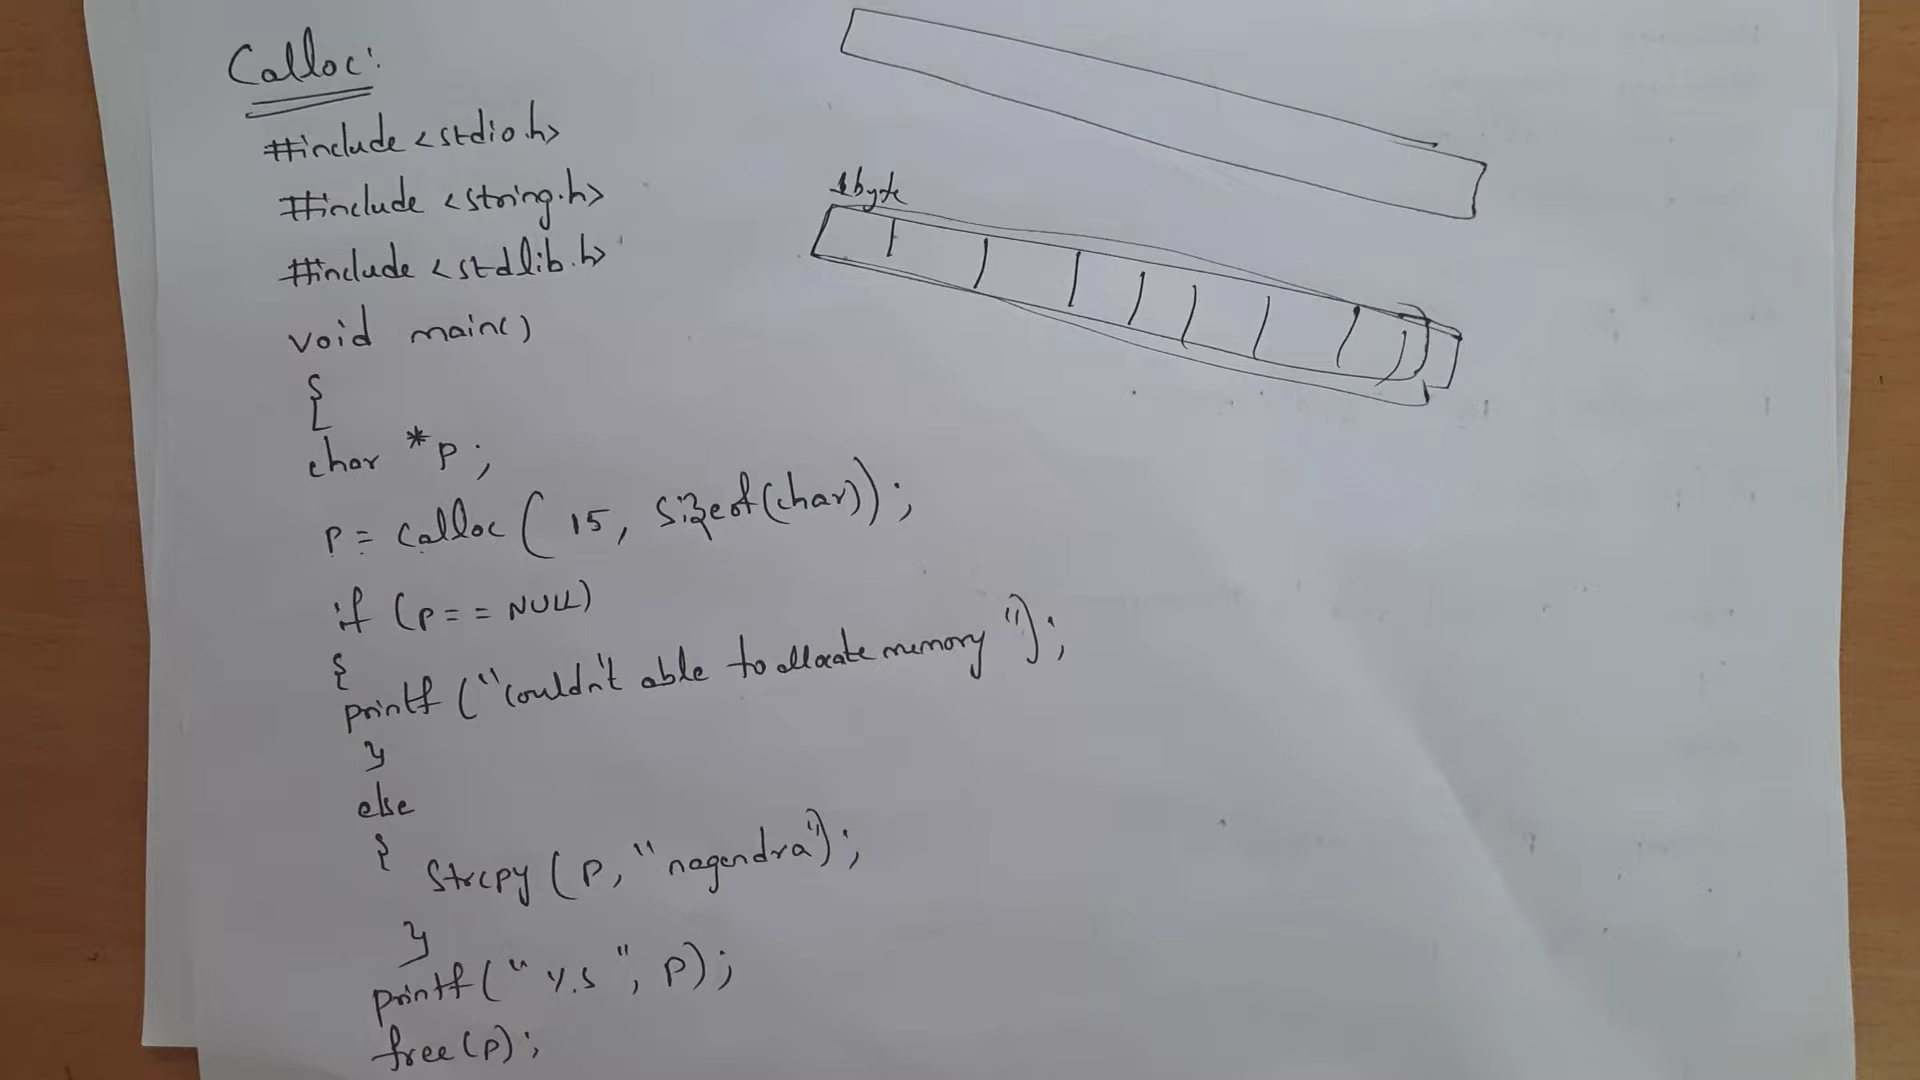 Calloc:
#include <stdio.h>
#include <string.h>
#include <stdlib.h>
void main()
{
char *p;
p = calloc ( 15, sizeof(char));
if (p == NULL)
{
printf ("couldn't able to allocate memory");
}
else
{ strcpy (p, "nagendra");
}
printf ("%s", p);
free(p);
1byte